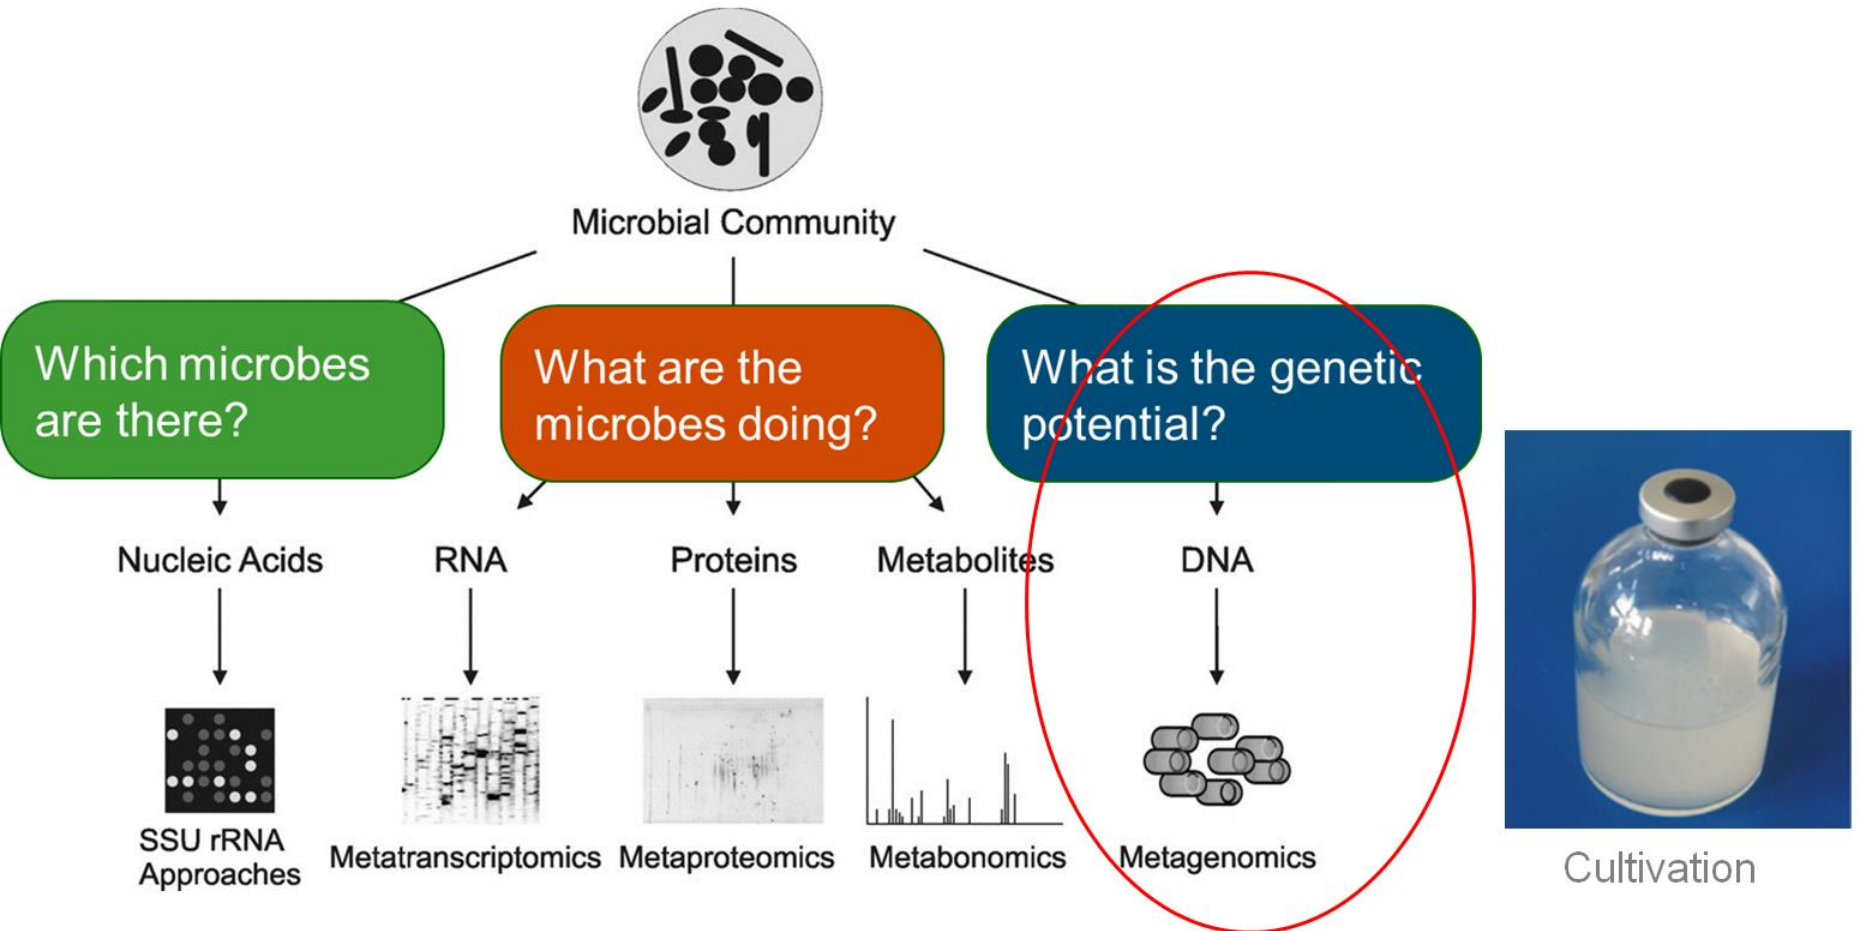 Microbial Community
Which microbes
are there?
What are the
microbes doing?
What is the genetic
potential?
Nucleic Acids
RNA
Proteins
Metabolites
DNA
SSU rRNA
Approaches
Metatranscriptomics
Metaproteomics
Metabonomics
Metagenomics
Cultivation